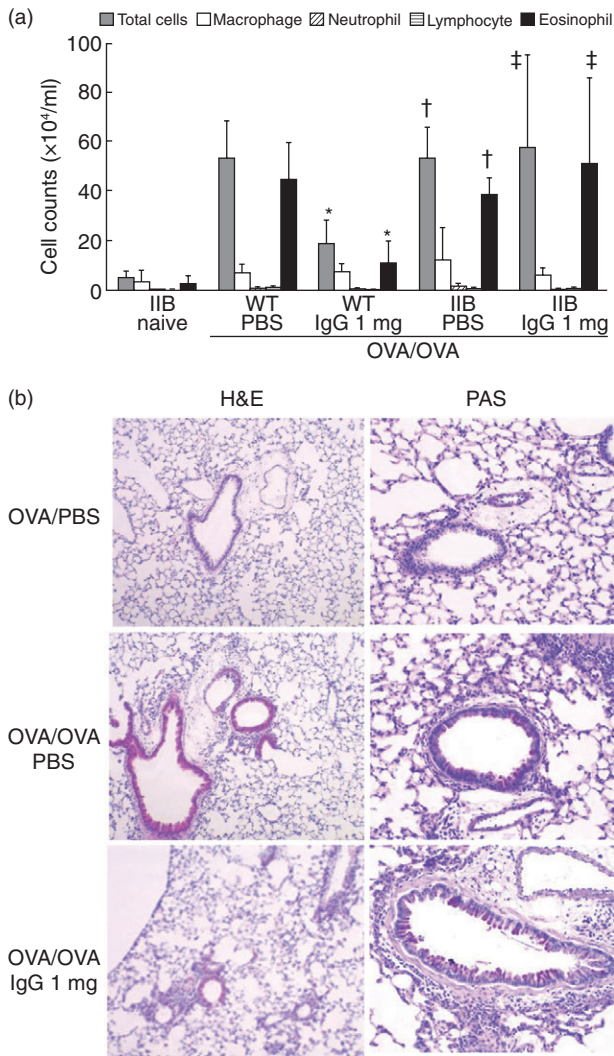 (a)
Total cells Macrophage Neutrophil Lymphocyte Eosinophil
Cell counts (×10⁴/ml)
100
80
60
40
20
0
* * † † ‡ ‡
IIB WT WT IIB IIB
naive PBS IgG 1 mg PBS IgG 1 mg
OVA/OVA
(b)
H&E PAS
OVA/PBS
OVA/OVA
PBS
OVA/OVA
IgG 1 mg